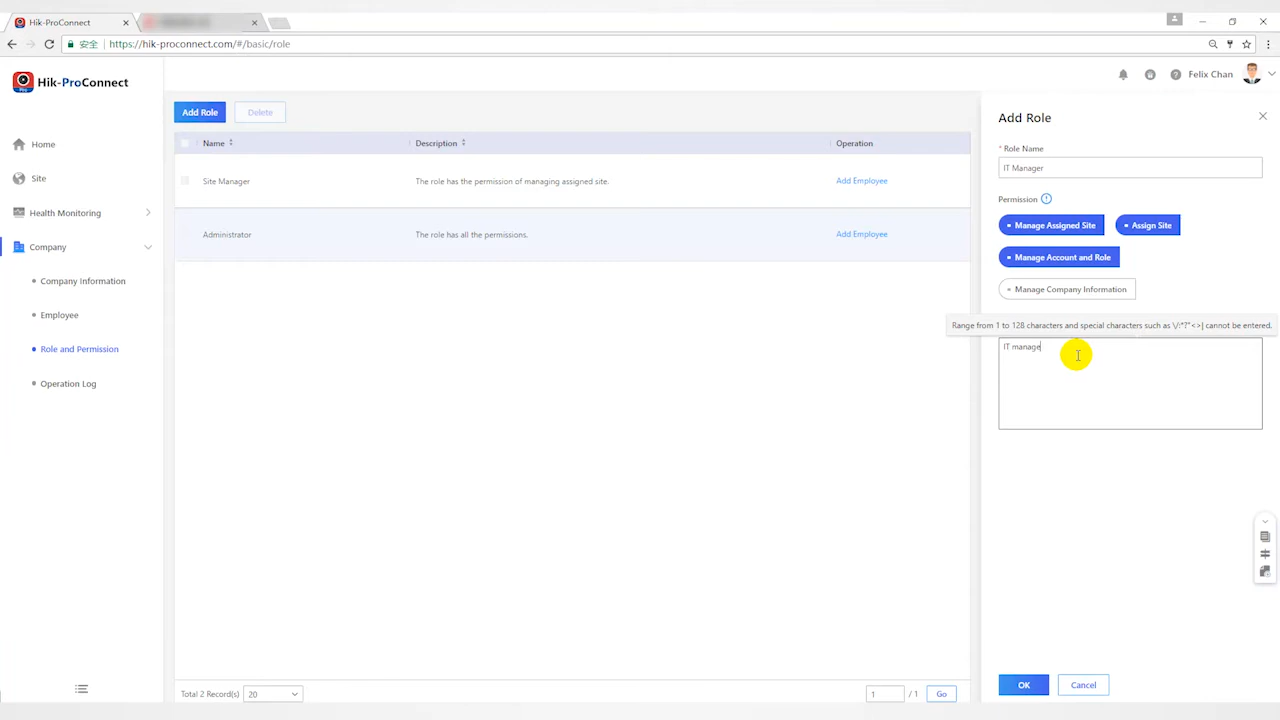 Hik-ProConnect
安全
https://hik-proconnect.com/#/basic/role
Hik-ProConnect
Felix Chan
Home
Site
Health Monitoring
Company
Company Information
Employee
Role and Permission
Operation Log
Add Role
Delete
Name
Description
Operation
Site Manager
The role has the permission of managing assigned site.
Add Employee
Administrator
The role has all the permissions.
Add Employee
Total 2 Record(s)
20
1
/ 1
Go
Add Role
* Role Name
IT Manager
Permission
Manage Assigned Site
Assign Site
Manage Account and Role
Manage Company Information
Range from 1 to 128 characters and special characters such as \/:*?"<>| cannot be entered.
IT manage
OK
Cancel